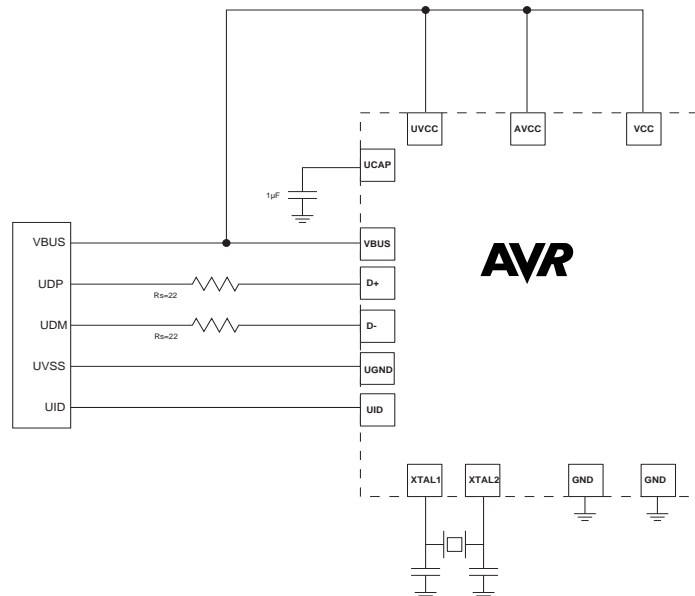 UVCC
AVCC
VCC
UCAP
1µF
VBUS
VBUS
AVR
UDP
Rs=22
D+
UDM
Rs=22
D-
UVSS
UGND
UID
UID
XTAL1
XTAL2
GND
GND